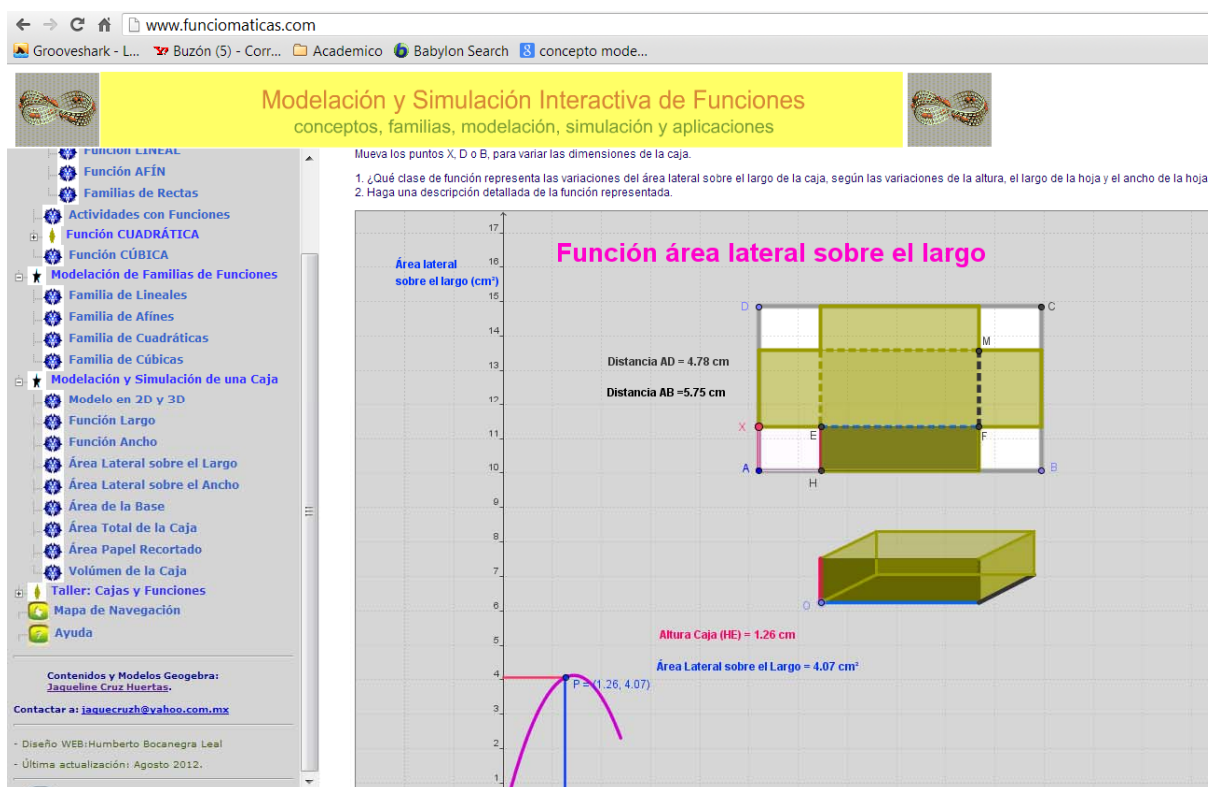 www.funciomaticas.com
Grooveshark - L... Buzón (5) - Corr... Academico Babylon Search concepto mode...
Modelación y Simulación Interactiva de Funciones
conceptos, familias, modelación, simulación y aplicaciones
Función LINEAL
Función AFÍN
Familias de Rectas
Actividades con Funciones
Función CUADRÁTICA
Función CÚBICA
Modelación de Familias de Funciones
Familia de Lineales
Familia de Afínes
Familia de Cuadráticas
Familia de Cúbicas
Modelación y Simulación de una Caja
Modelo en 2D y 3D
Función Largo
Función Ancho
Área Lateral sobre el Largo
Área Lateral sobre el Ancho
Área de la Base
Área Total de la Caja
Área Papel Recortado
Volúmen de la Caja
Taller: Cajas y Funciones
Mapa de Navegación
Ayuda
Contenidos y Modelos Geogebra:
Jaqueline Cruz Huertas.
Contactar a: jaquecruzh@yahoo.com.mx
- Diseño WEB:Humberto Bocanegra Leal
- Última actualización: Agosto 2012.
Mueva los puntos X, D o B, para variar las dimensiones de la caja.
1. ¿Qué clase de función representa las variaciones del área lateral sobre el largo de la caja, según las variaciones de la altura, el largo de la hoja y el ancho de la hoja
2. Haga una descripción detallada de la función representada.
Función área lateral sobre el largo
Área lateral
sobre el largo (cm²)
17
16
15
14
13
12
11
10
9
8
7
6
5
4
3
2
1
D
C
M
Distancia AD = 4.78 cm
Distancia AB =5.75 cm
X
E
F
A
B
H
O
Altura Caja (HE) = 1.26 cm
Área Lateral sobre el Largo = 4.07 cm²
P = (1.26, 4.07)